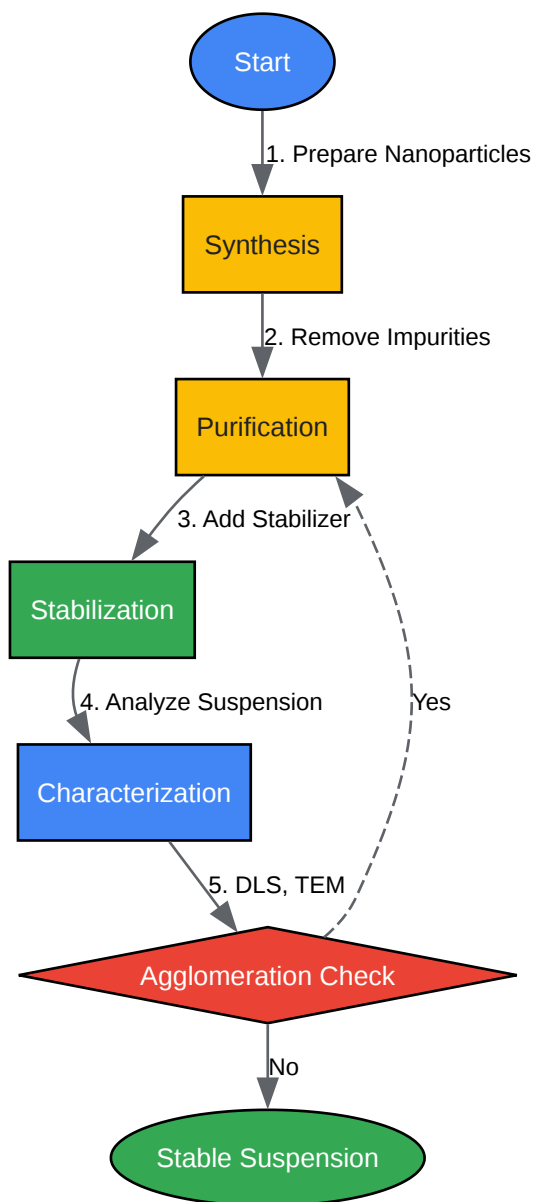 Start
1. Prepare Nanoparticles
Synthesis
2. Remove Impurities
Purification
3. Add Stabilizer
Stabilization
4. Analyze Suspension
Yes
Characterization
5. DLS, TEM
Agglomeration Check
No
Stable Suspension